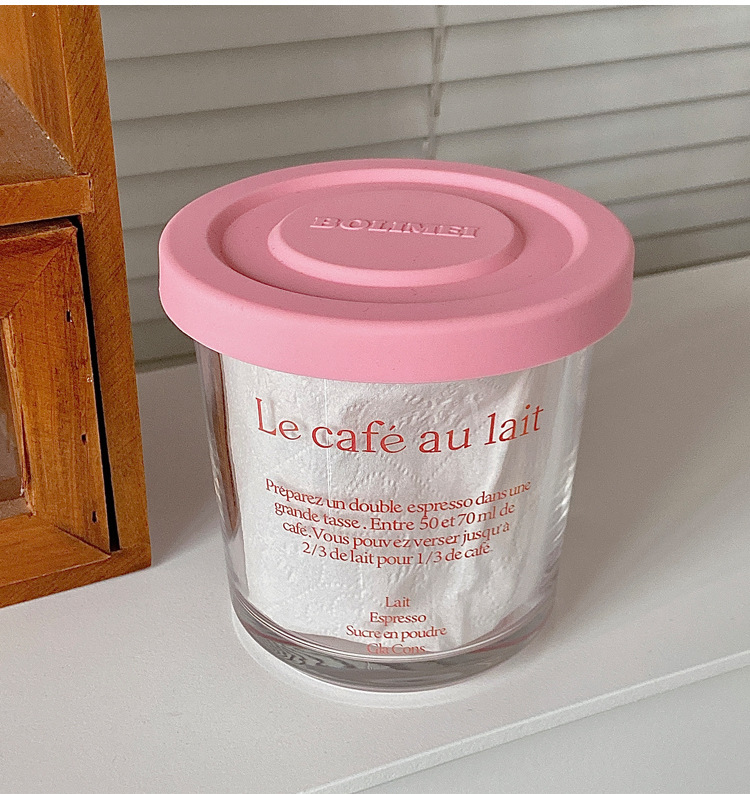 BOLIMEI
Le café au lait
Préparez un double espresso dans une
grande tasse. Entre 50 et 70 ml de
café. Vous pouvez verser jusqu'à
2/3 de lait pour 1/3 de café.
Lait
Espresso
Sucre en poudre
Gla Cons